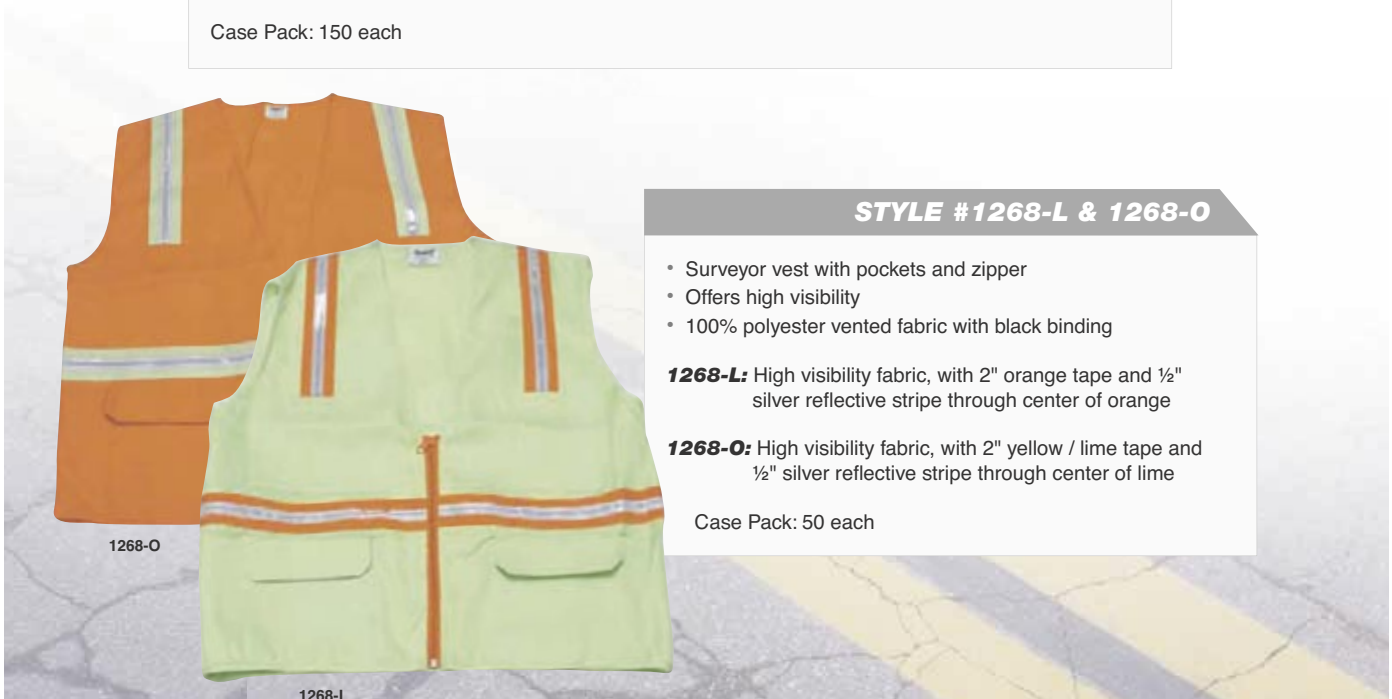 Case Pack: 150 each
STYLE #1268-L & 1268-O
• Surveyor vest with pockets and zipper
• Offers high visibility
• 100% polyester vented fabric with black binding
1268-L: High visibility fabric, with 2" orange tape and ½"
silver reflective stripe through center of orange
1268-O: High visibility fabric, with 2" yellow / lime tape and
½" silver reflective stripe through center of lime
Case Pack: 50 each
1268-O
1268-L